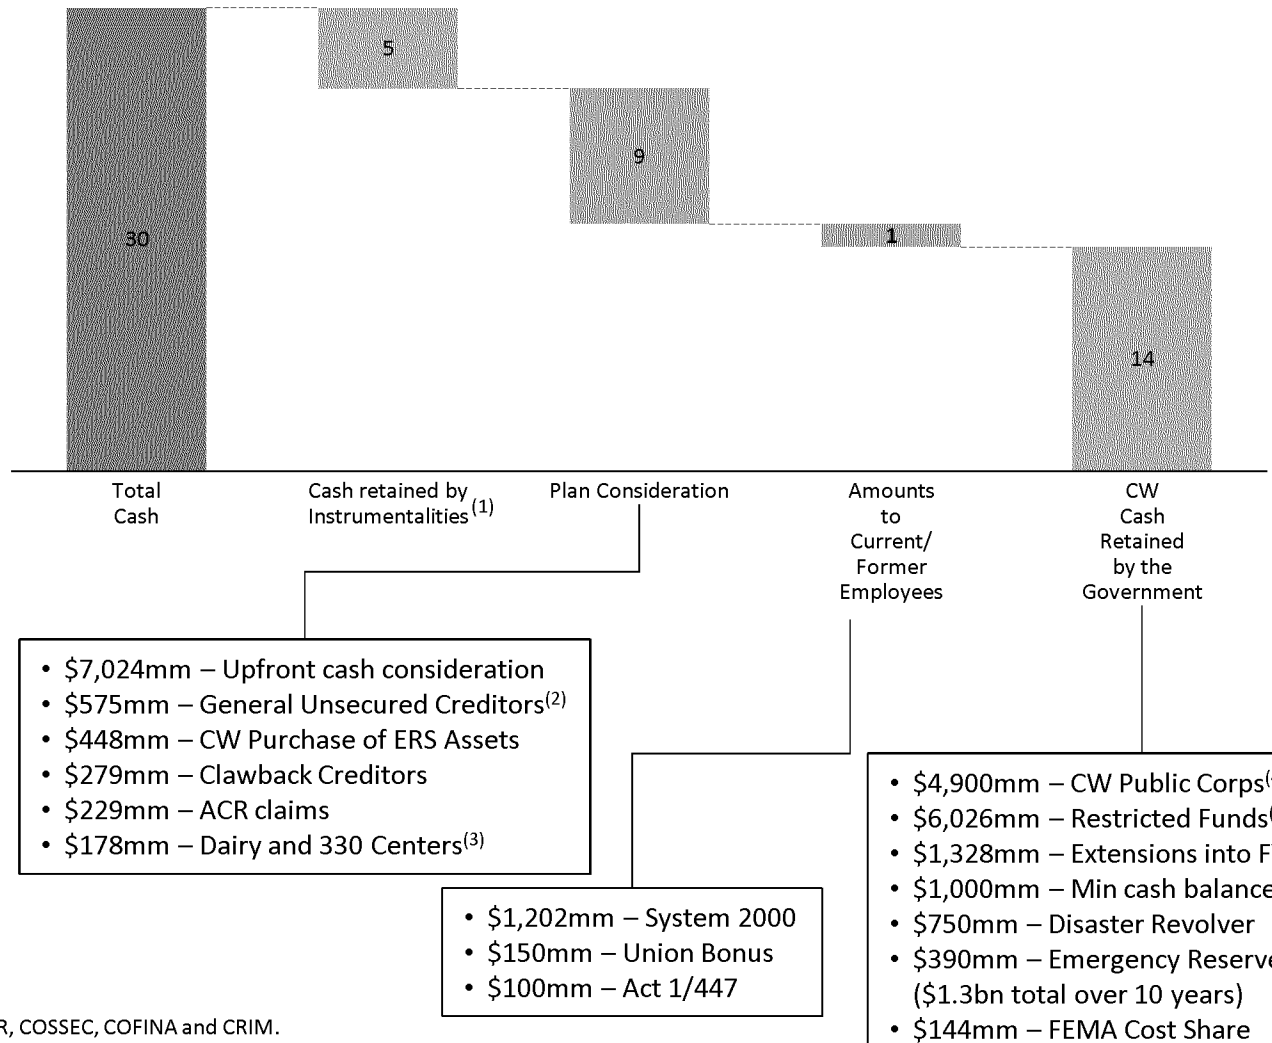 5
9
1
30
14
Total
Cash
Cash retained by
Instrumentalities (1)
Plan Consideration
Amounts
to
Current/
Former
Employees
CW
Cash
Retained
by the
Government
• $7,024mm – Upfront cash consideration
• $575mm – General Unsecured Creditors(2)
• $448mm – CW Purchase of ERS Assets
• $279mm – Clawback Creditors
• $229mm – ACR claims
• $178mm – Dairy and 330 Centers(3)
• $1,202mm – System 2000
• $150mm – Union Bonus
• $100mm – Act 1/447
• $4,900mm – CW Public Corps
• $6,026mm – Restricted Funds
• $1,328mm – Extensions into
• $1,000mm – Min cash balance
• $750mm – Disaster Revolver
• $390mm – Emergency Reserve
($1.3bn total over 10 years)
• $144mm – FEMA Cost Share
R, COSSEC, COFINA and CRIM.